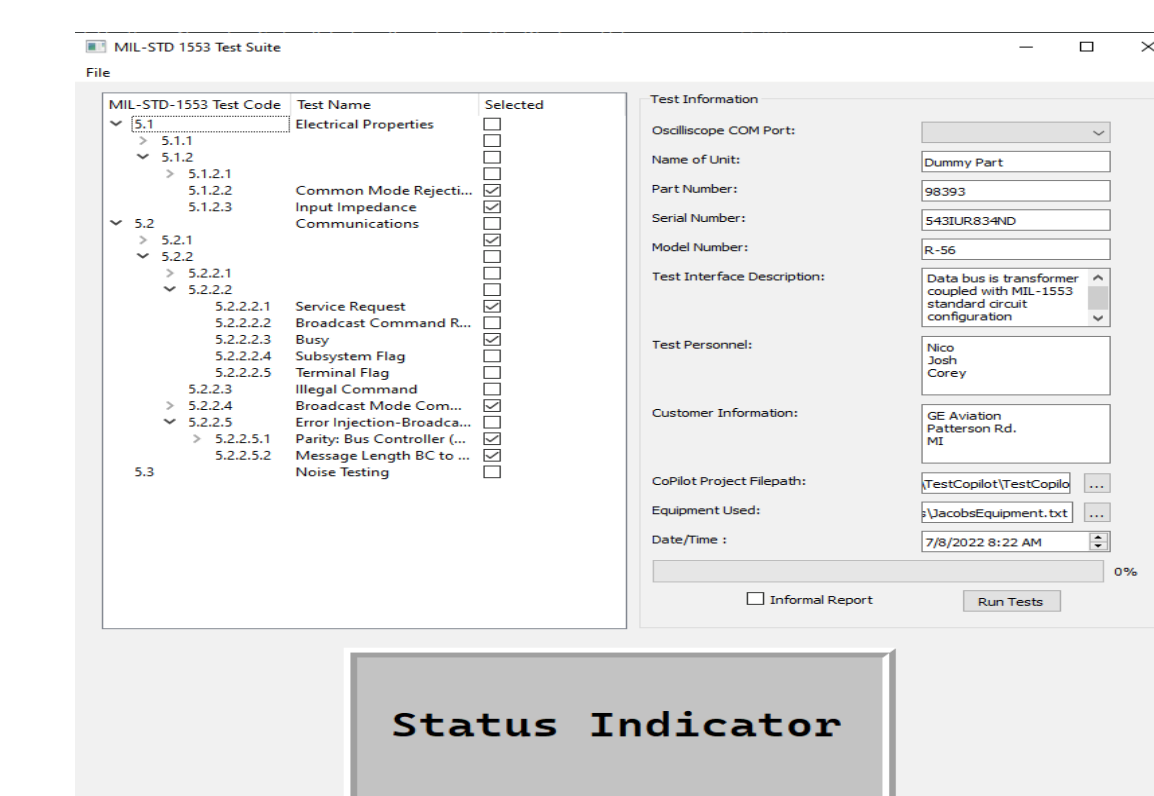 MIL-STD 1553 Test Suite
File
MIL-STD-1553 Test Code Test Name Selected
5.1 Electrical Properties
5.1.1
5.1.2
5.1.2.1
5.1.2.2 Common Mode Rejecti...
5.1.2.3 Input Impedance
5.2 Communications
5.2.1
5.2.2
5.2.2.1
5.2.2.2
5.2.2.2.1 Service Request
5.2.2.2.2 Broadcast Command R...
5.2.2.2.3 Busy
5.2.2.2.4 Subsystem Flag
5.2.2.2.5 Terminal Flag
5.2.2.3 Illegal Command
5.2.2.4 Broadcast Mode Com...
5.2.2.5 Error Injection-Broadca...
5.2.2.5.1 Parity: Bus Controller (...
5.2.2.5.2 Message Length BC to ...
5.3 Noise Testing
Test Information
Oscilliscope COM Port:
Name of Unit: Dummy Part
Part Number: 98393
Serial Number: 543IUR834ND
Model Number: R-56
Test Interface Description: Data bus is transformer
coupled with MIL-1553
standard circuit
configuration
Test Personnel: Nico
Josh
Corey
Customer Information: GE Aviation
Patterson Rd.
MI
CoPilot Project Filepath: \TestCopilot\TestCopilo ...
Equipment Used: s\JacobsEquipment.txt ...
Date/Time : 7/8/2022 8:22 AM
0%
Informal Report Run Tests
Status Indicator